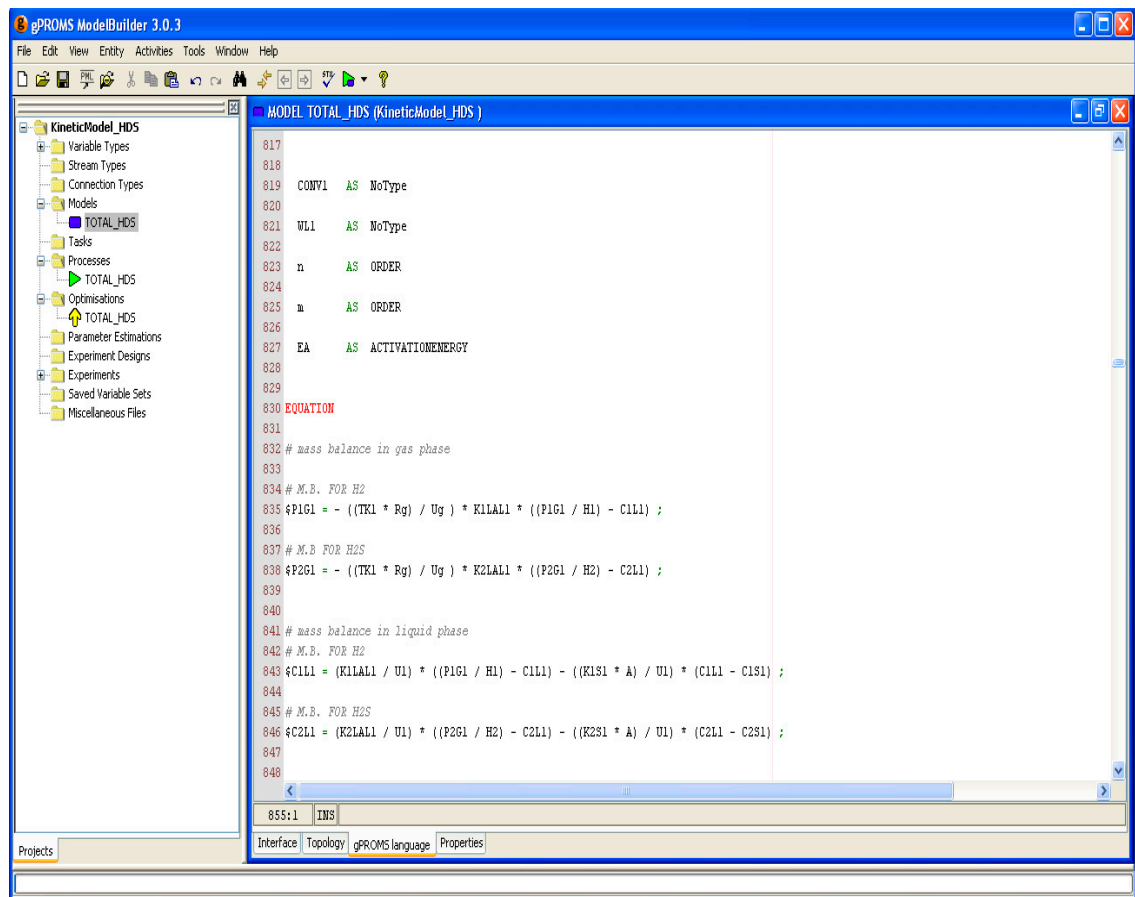 gPROMS ModelBuilder 3.0.3
File Edit View Entity Activities Tools Window Help
KineticModel_HDS
Variable Types
Stream Types
Connection Types
Models
TOTAL_HDS
Tasks
Processes
TOTAL_HDS
Optimisations
TOTAL_HDS
Parameter Estimations
Experiment Designs
Experiments
Saved Variable Sets
Miscellaneous Files
Projects
MODEL TOTAL_HDS (KineticModel_HDS )
817
818
819 CONV1 AS NoType
820
821 WL1 AS NoType
822
823 n AS ORDER
824
825 m AS ORDER
826
827 EA AS ACTIVATIONENERGY
828
829
830 EQUATION
831
832 # mass balance in gas phase
833
834 # M.B. FOR H2
835 $P1G1 = - ((TK1 * Rg) / Ug ) * K1LAL1 * ((P1G1 / H1) - C1L1) ;
836
837 # M.B FOR H2S
838 $P2G1 = - ((TK1 * Rg) / Ug ) * K2LAL1 * ((P2G1 / H2) - C2L1) ;
839
840
841 # mass balance in liquid phase
842 # M.B. FOR H2
843 $C1L1 = (K1LAL1 / Ul) * ((P1G1 / H1) - C1L1) - ((K1S1 * A) / Ul) * (C1L1 - C1S1) ;
844
845 # M.B. FOR H2S
846 $C2L1 = (K2LAL1 / Ul) * ((P2G1 / H2) - C2L1) - ((K2S1 * A) / Ul) * (C2L1 - C2S1) ;
847
848
855:1 INS
Interface Topology gPROMS language Properties